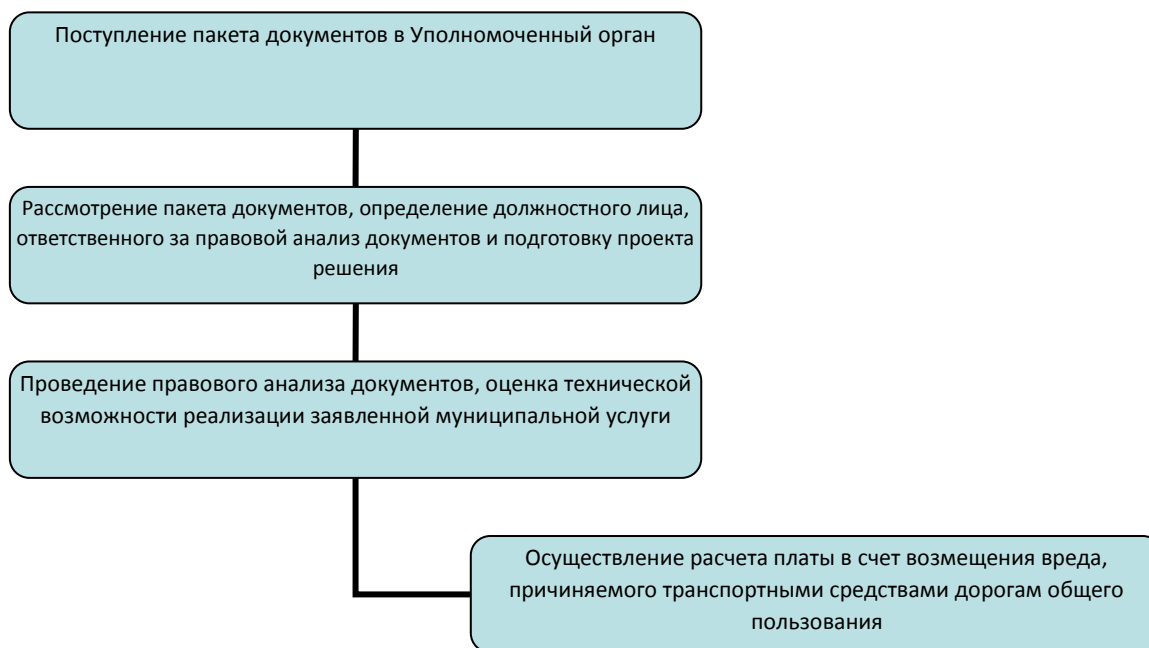 Поступление пакета документов в Уполномоченный орган
Рассмотрение пакета документов, определение должностного лица,
ответственного за правовой анализ документов и подготовку проекта
решения
Проведение правового анализа документов, оценка технической
возможности реализации заявленной муниципальной услуги
Осуществление расчета платы в счет возмещения вреда,
причиняемого транспортными средствами дорогам общего
пользования